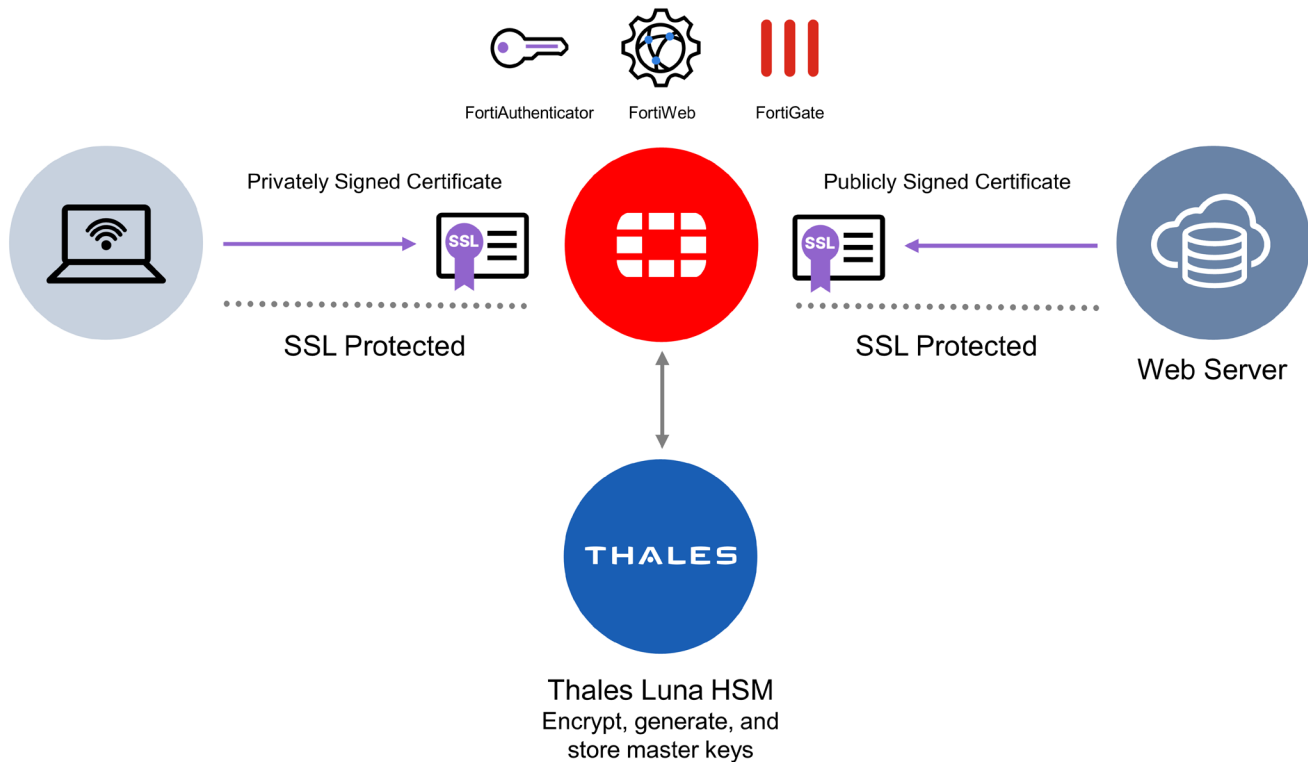 FortiAuthenticator
FortiWeb
FortiGate
Privately Signed Certificate
Publicly Signed Certificate
SSL
SSL
SSL Protected
SSL Protected
Web Server
THALES
Thales Luna HSM
Encrypt, generate, and
store master keys